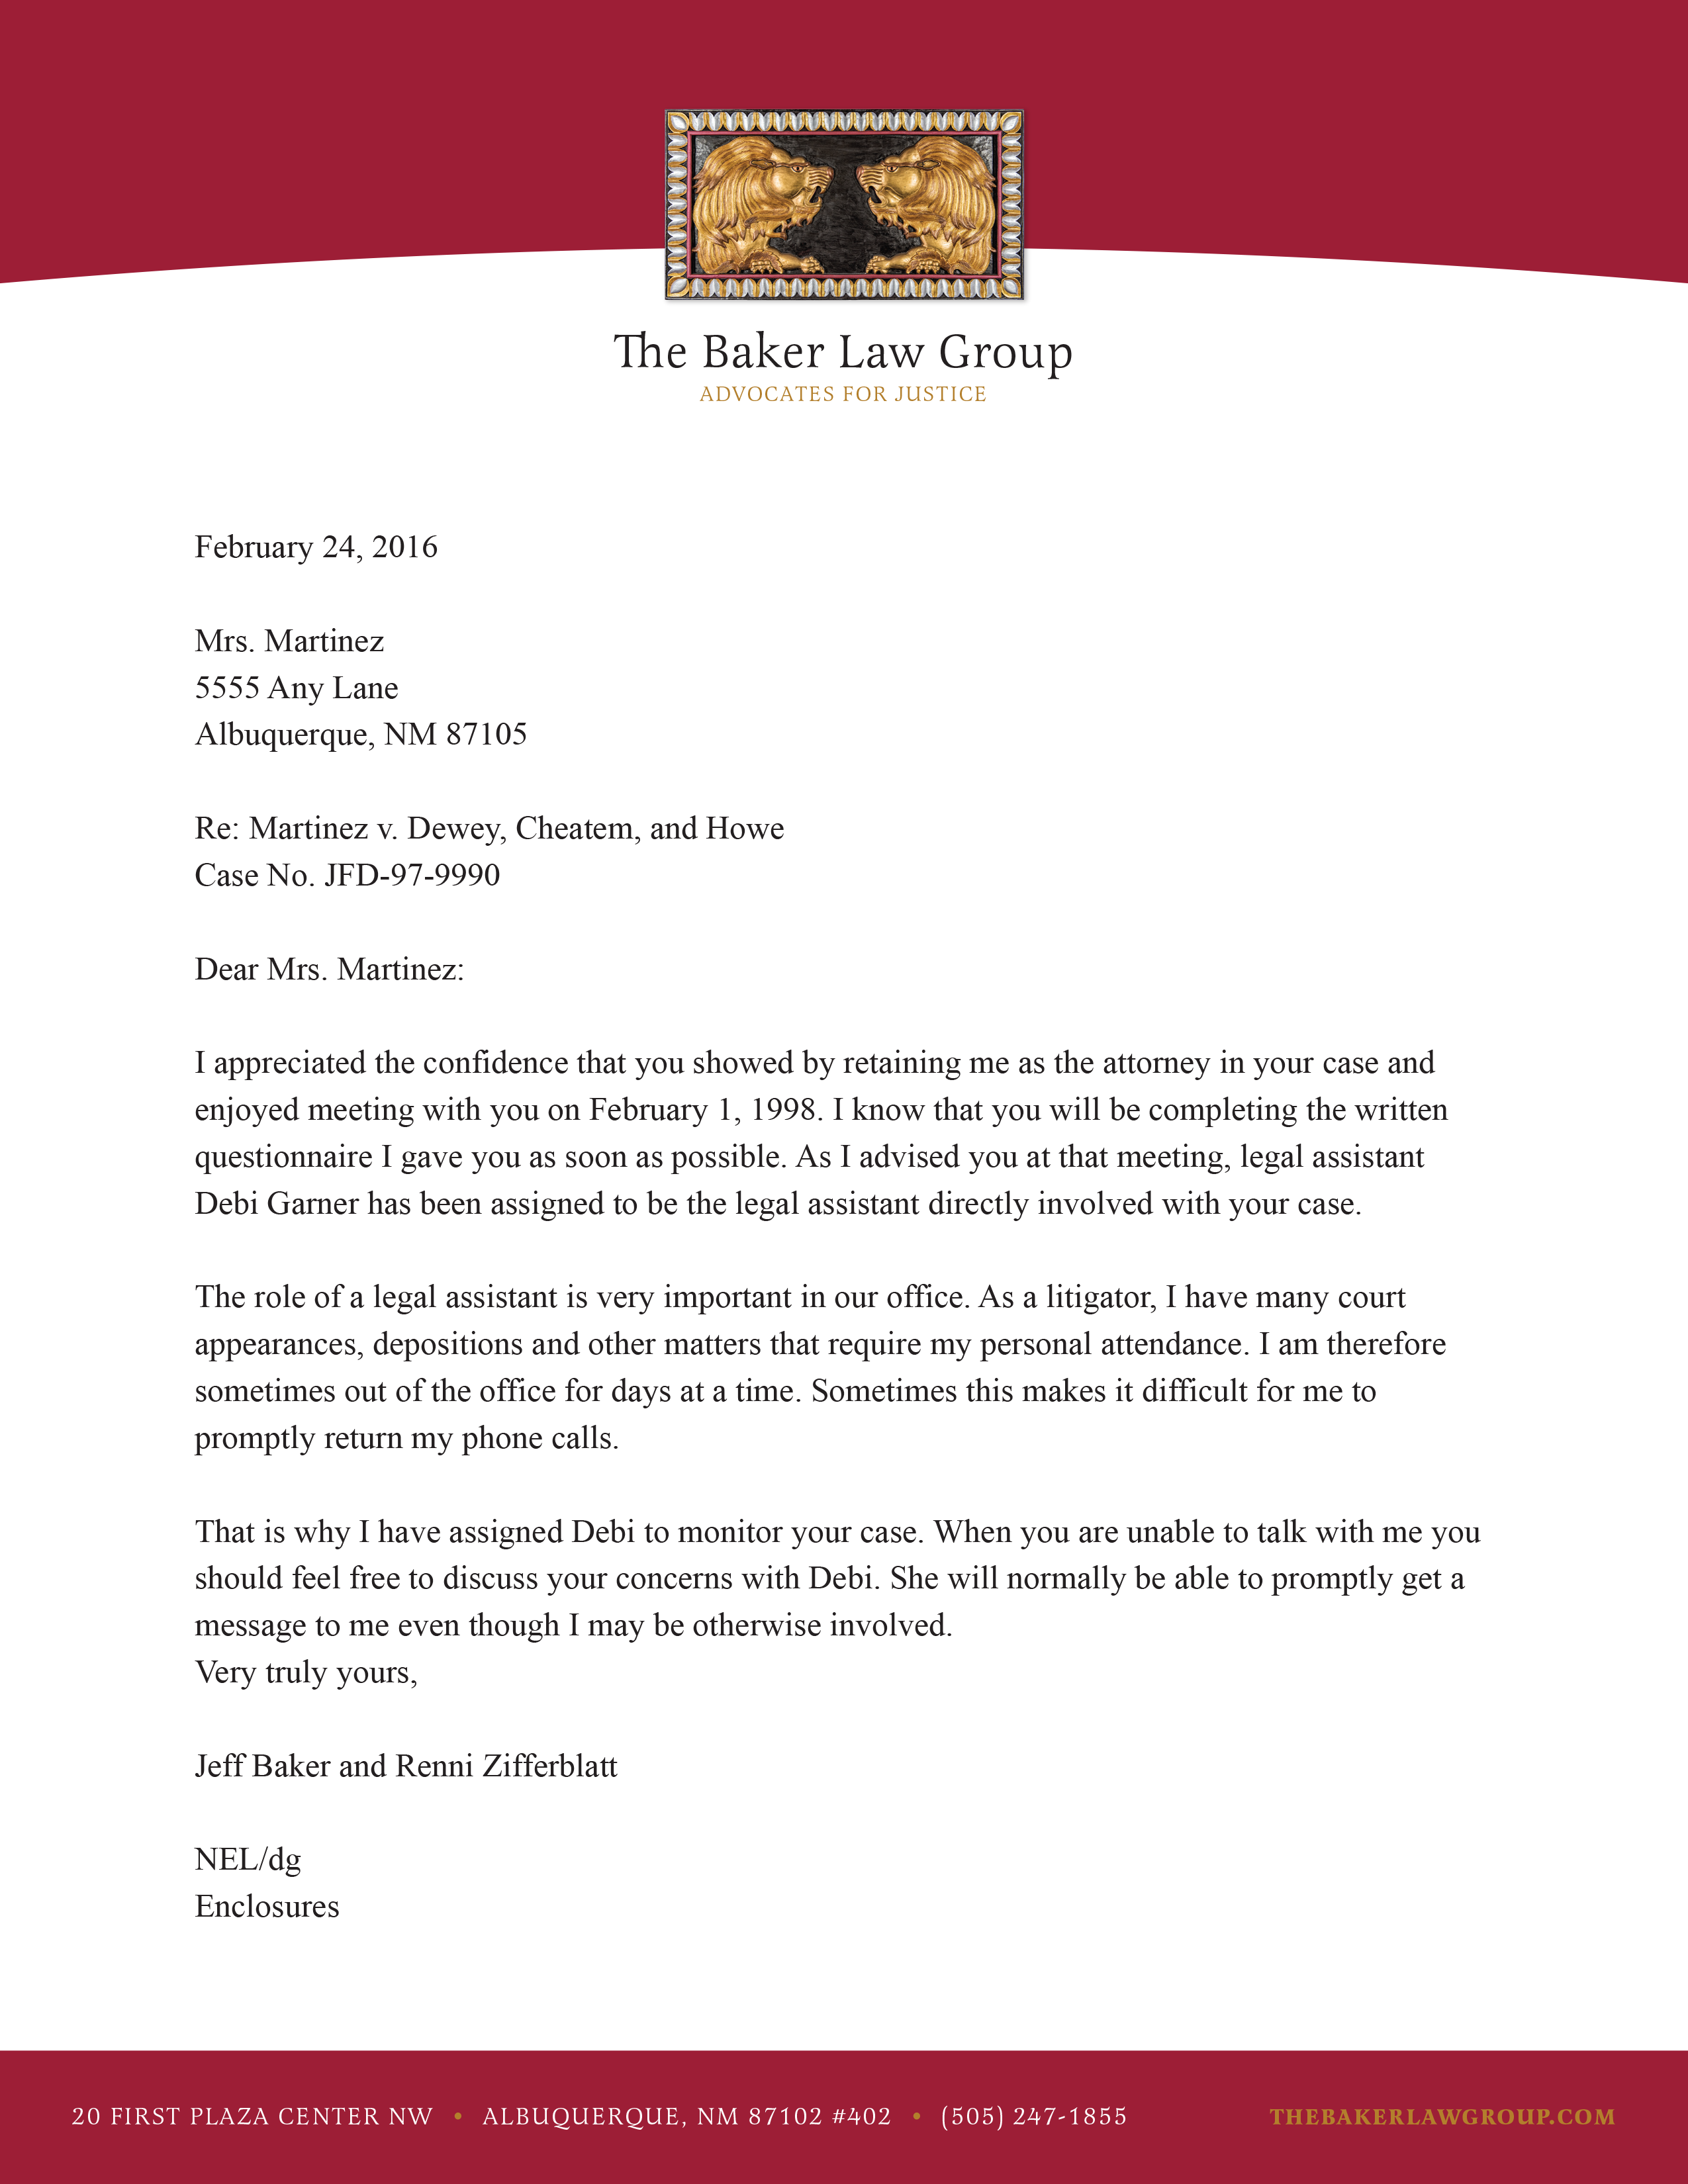 The Baker Law Group
ADVOCATES FOR JUSTICE
February 24, 2016
Mrs. Martinez
5555 Any Lane
Albuquerque, NM 87105
Re: Martinez v. Dewey, Cheatem, and Howe
Case No. JFD-97-9990
Dear Mrs. Martinez:
I appreciated the confidence that you showed by retaining me as the attorney in your case and
enjoyed meeting with you on February 1, 1998. I know that you will be completing the written
questionnaire I gave you as soon as possible. As I advised you at that meeting, legal assistant
Debi Garner has been assigned to be the legal assistant directly involved with your case.
The role of a legal assistant is very important in our office. As a litigator, I have many court
appearances, depositions and other matters that require my personal attendance. I am therefore
sometimes out of the office for days at a time. Sometimes this makes it difficult for me to
promptly return my phone calls.
That is why I have assigned Debi to monitor your case. When you are unable to talk with me you
should feel free to discuss your concerns with Debi. She will normally be able to promptly get a
message to me even though I may be otherwise involved.
Very truly yours,
Jeff Baker and Renni Zifferblatt
NEL/dg
Enclosures
20 FIRST PLAZA CENTER NW • ALBUQUERQUE, NM 87102 #402 • (505) 247-1855 THEBAKERLAWGROUP.COM